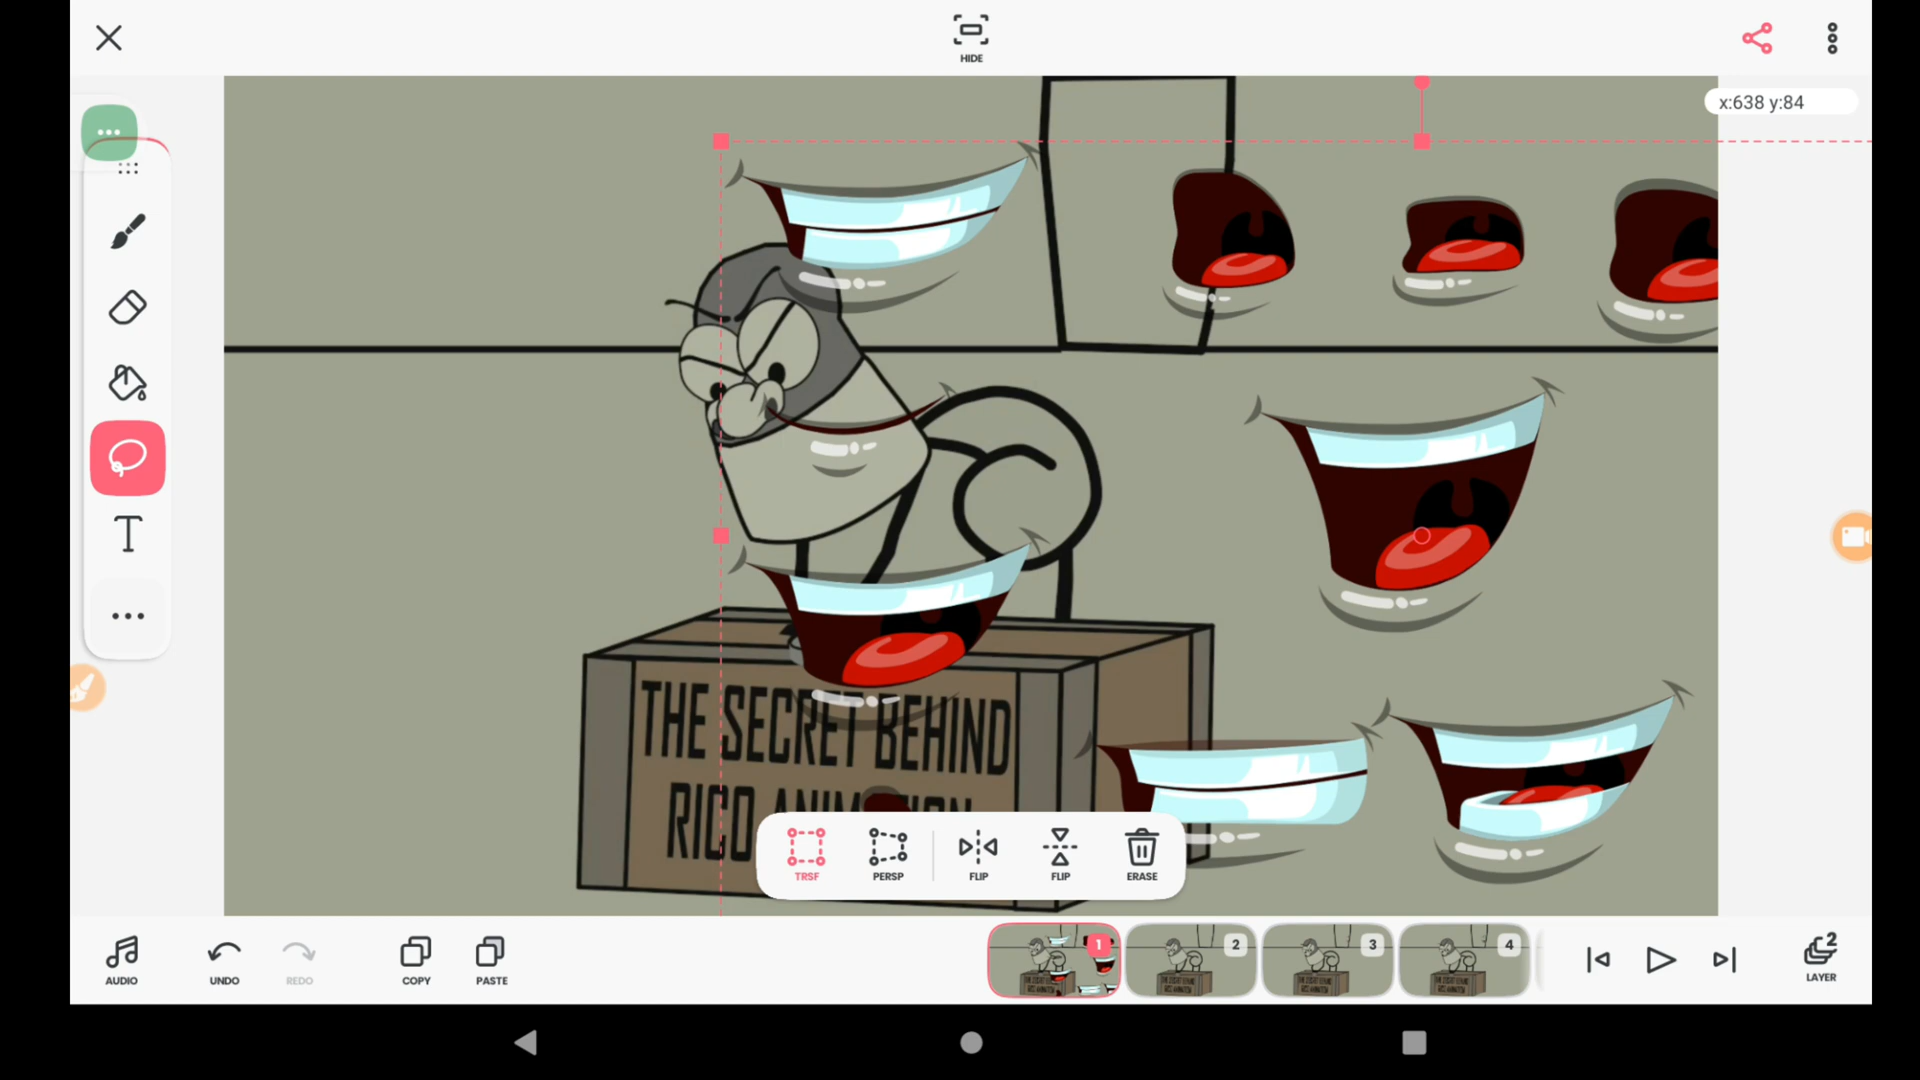 HIDE
x:638 y:84
T
THE SECRET BEHIND
RICO ANIMATION
TRSF
PERSP
FLIP
FLIP
ERASE
AUDIO
UNDO
REDO
COPY
PASTE
1
2
3
4
2
LAYER